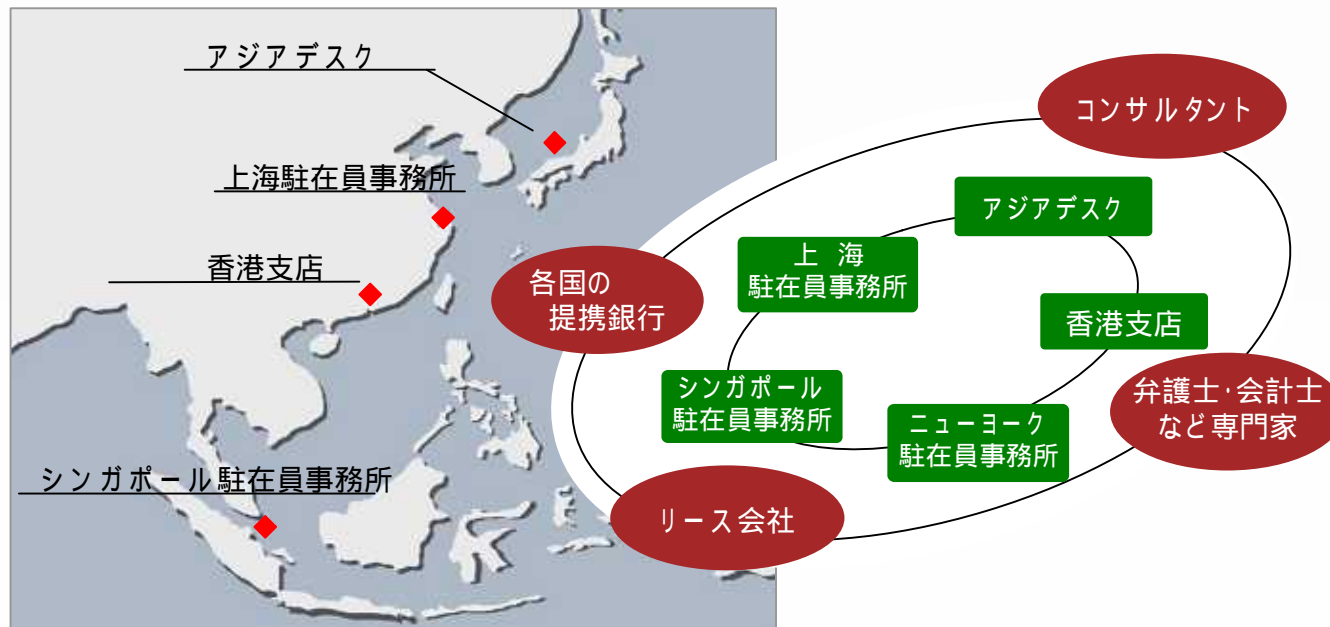 アジアデスク
上海駐在員事務所
香港支店
シンガポール駐在員事務所
コンサルタント
アジアデスク
上 海
駐在員事務所
各国の
提携銀行
香港支店
シンガポール
駐在員事務所
弁護士・会計士
など専門家
ニューヨーク
駐在員事務所
リース会社